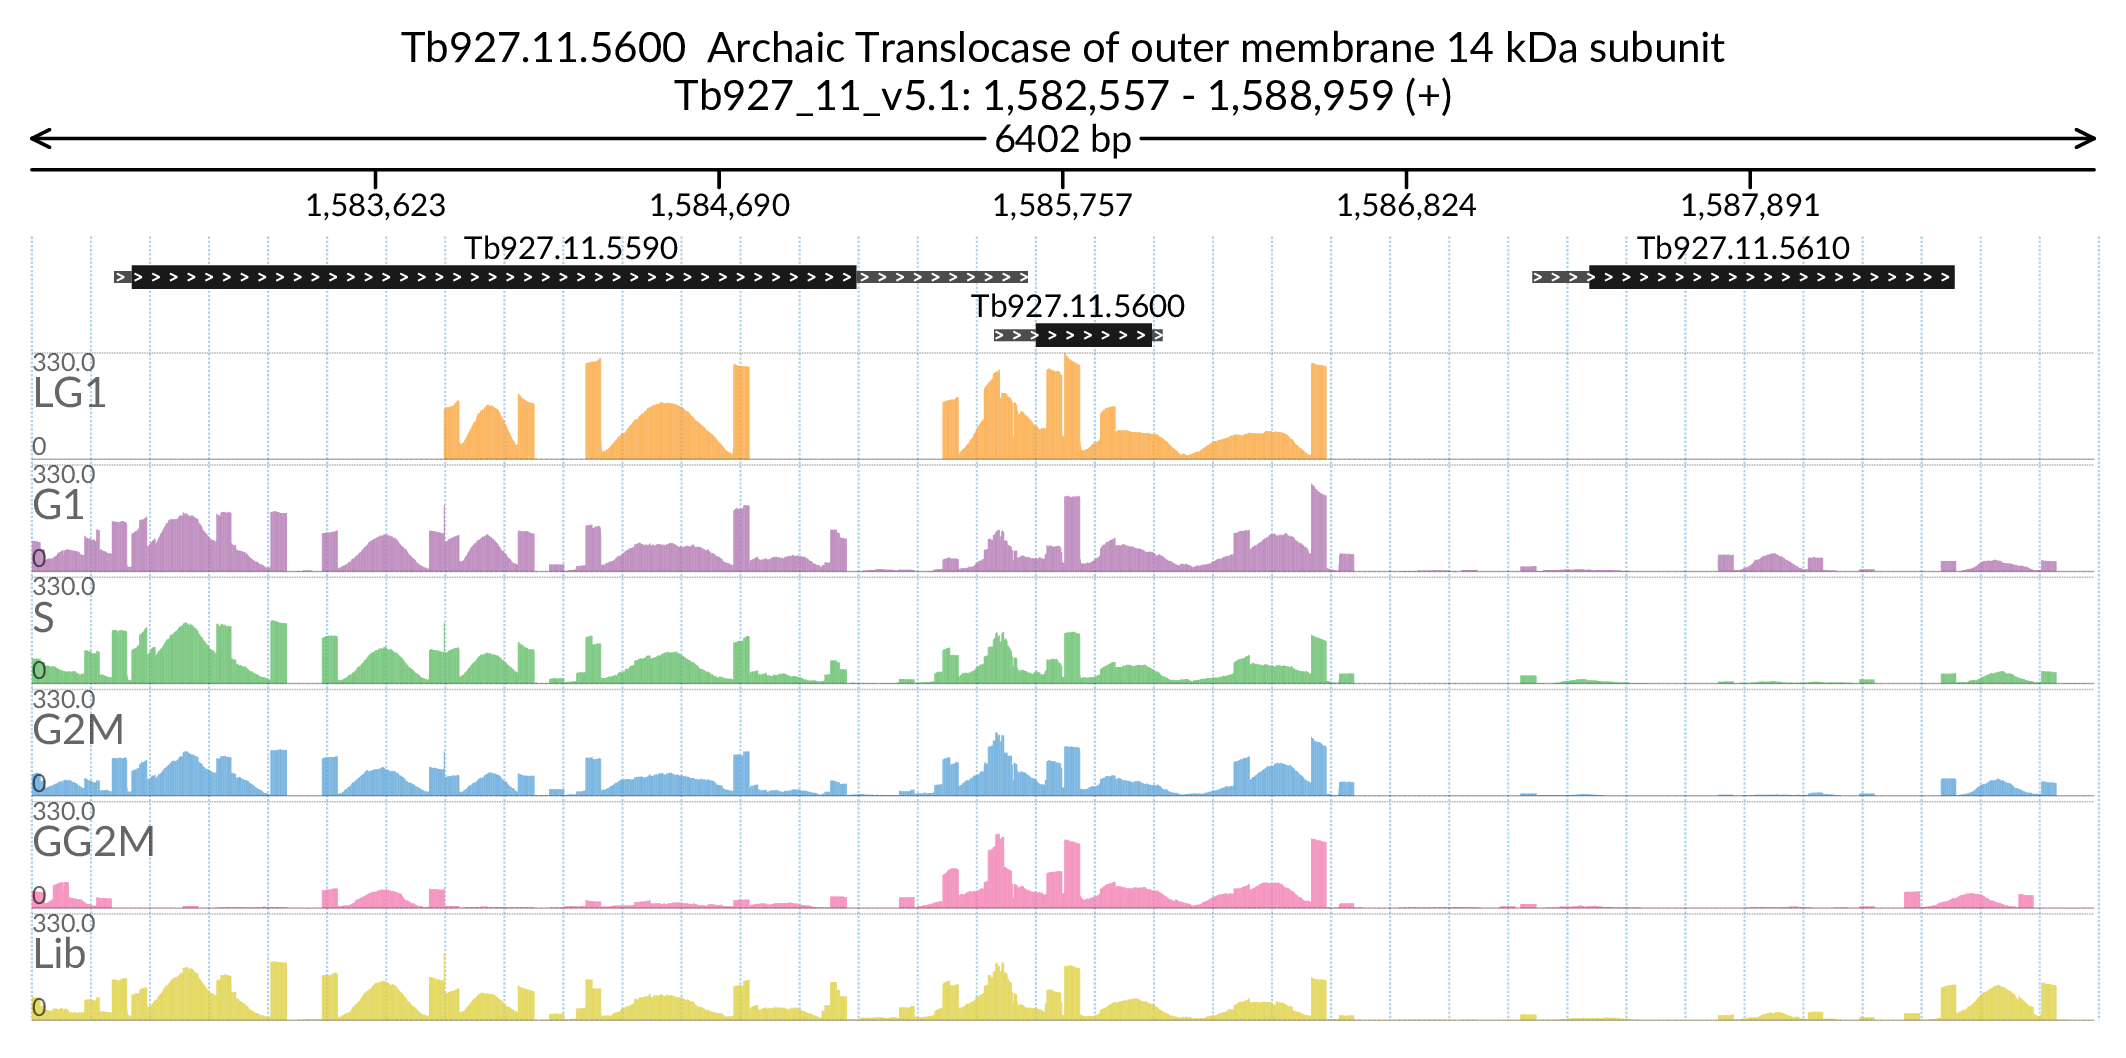 Tb927.11.5600  Archaic Translocase of outer membrane 14 kDa subunit
Tb927_11_v5.1: 1,582,557 - 1,588,959 (+)
6402 bp
1,583,623 1,584,690 1,585,757 1,586,824 1,587,891
Tb927.11.5590 Tb927.11.5610
Tb927.11.5600
330.0
LG1
0
330.0
G1
0
330.0
S
0
330.0
G2M
0
330.0
GG2M
0
330.0
Lib
0